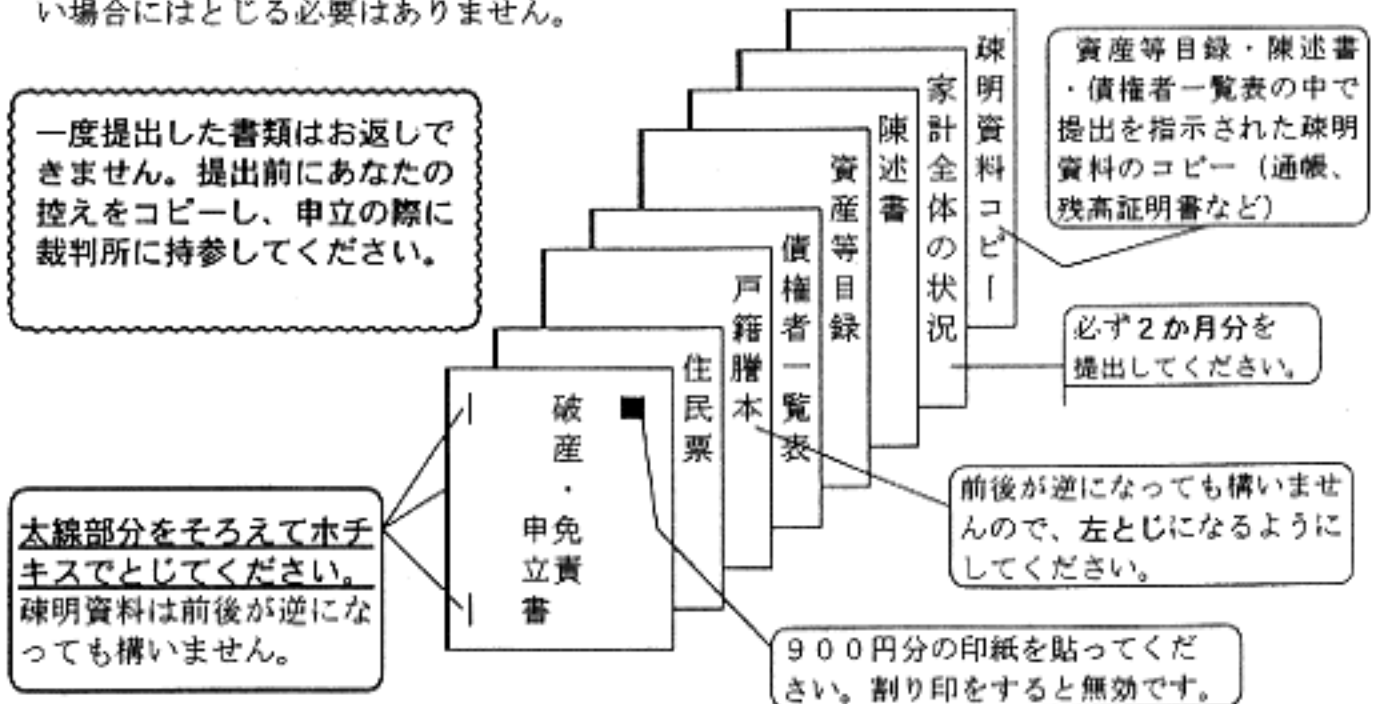 い場合にはとじる必要はありません。
一度提出した書類はお返しで
きません。提出前にあなたの
控えをコピーし、申立の際に
裁判所に持参してください。
疎明資料コピー
家計全体の状況
陳述書
資産等目録
債権者一覧表
戸籍謄本
住民票
破産・免責
申立書
資産等目録・陳述書
・債権者一覧表の中で
提出を指示された疎明
資料のコピー（通帳、
残高証明書など）
必ず２か月分を
提出してください。
前後が逆になっても構いませ
んので、左とじになるように
してください。
９００円分の印紙を貼ってくだ
さい。割り印をすると無効です。
太線部分をそろえてホチ
キスでとじてください。
疎明資料は前後が逆にな
っても構いません。